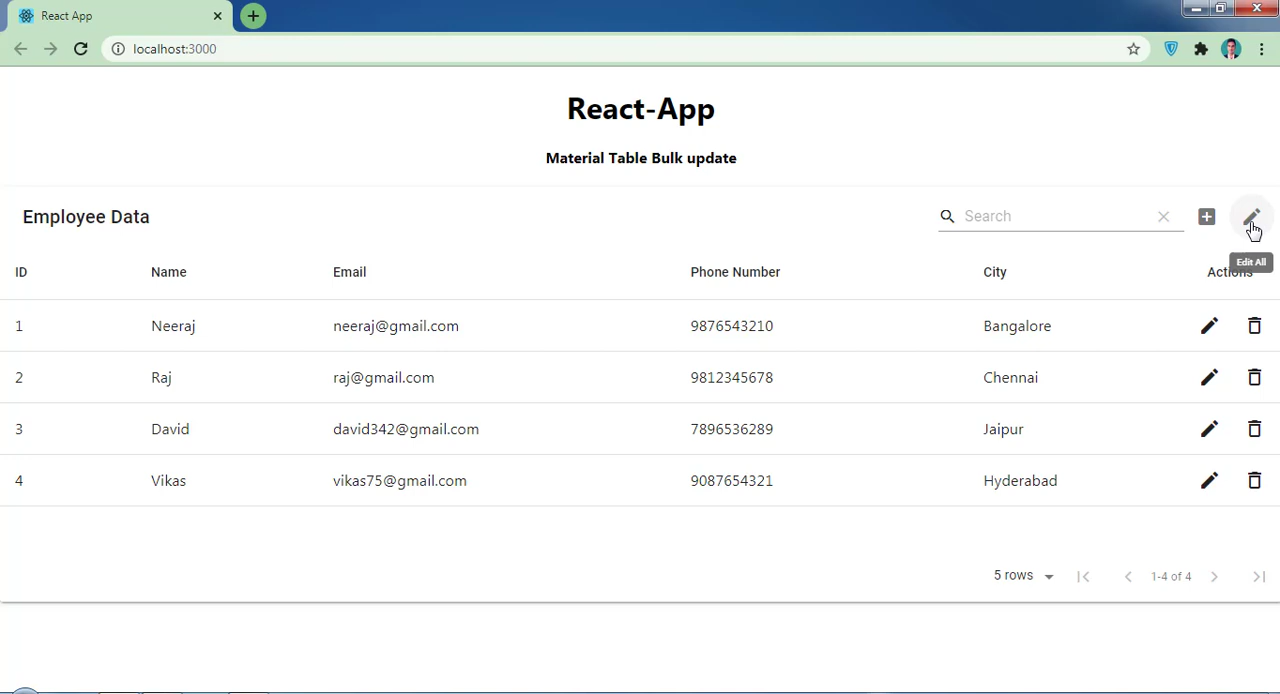 React App
localhost:3000
React-App
Material Table Bulk update
Employee Data
Search
Edit All
ID Name Email Phone Number City Actions
1 Neeraj neeraj@gmail.com 9876543210 Bangalore
2 Raj raj@gmail.com 9812345678 Chennai
3 David david342@gmail.com 7896536289 Jaipur
4 Vikas vikas75@gmail.com 9087654321 Hyderabad
5 rows 1-4 of 4